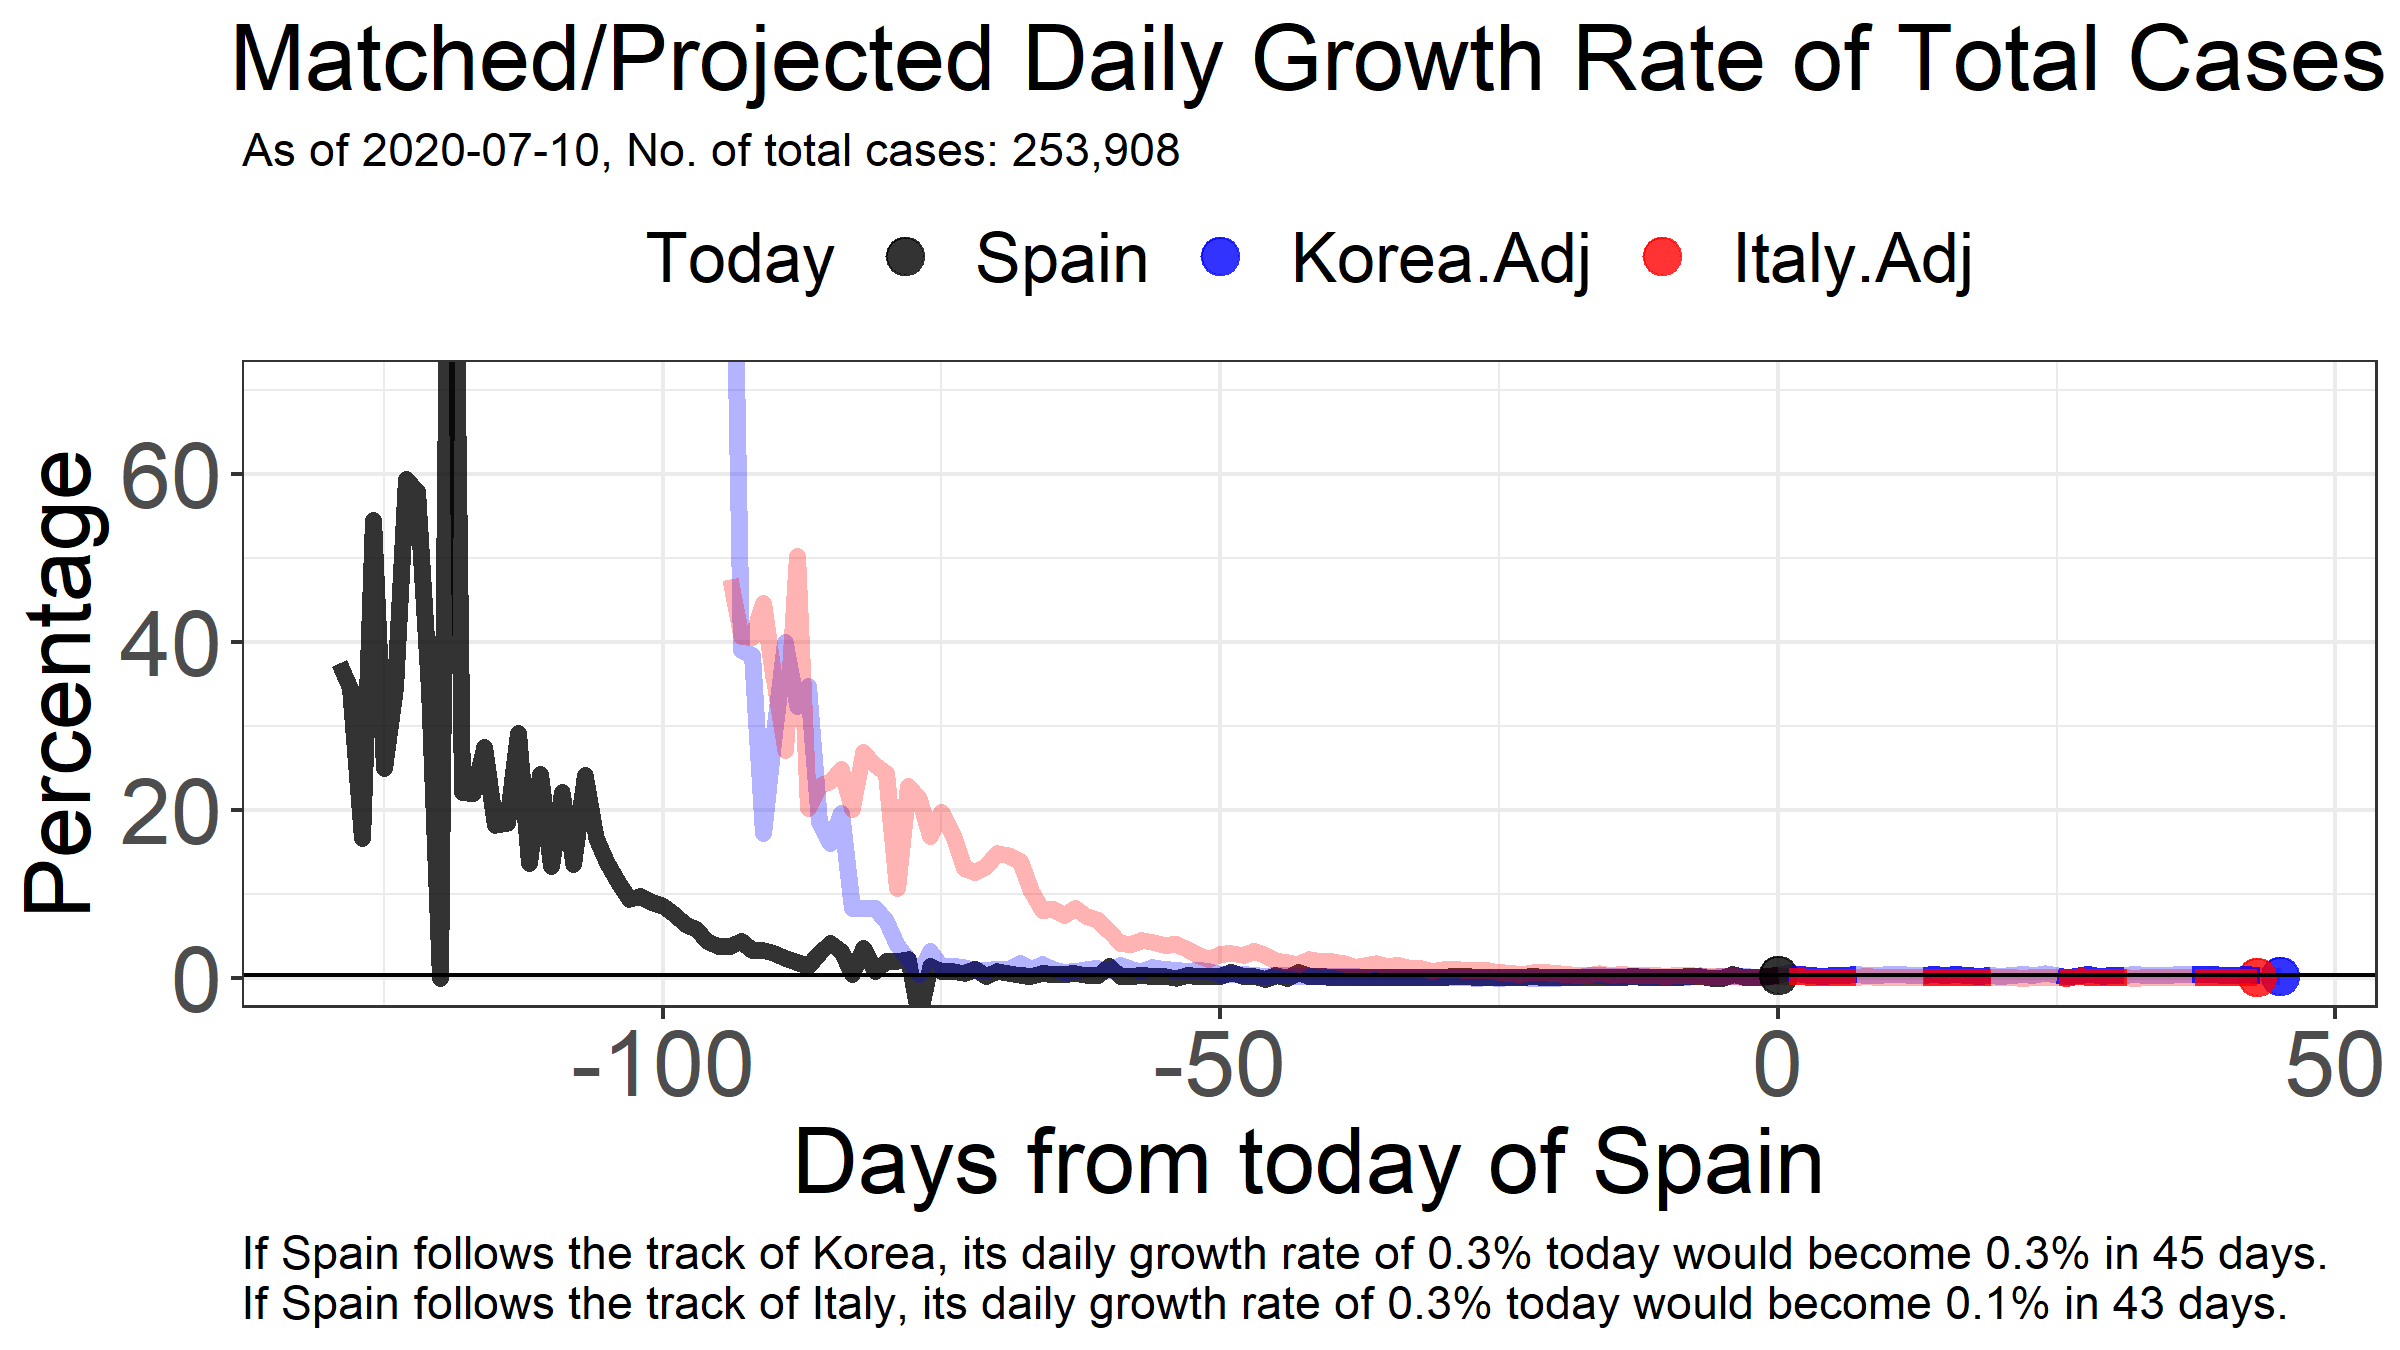 Matched/Projected Daily Growth Rate of Total Cases
As of 2020-07-10, No. of total cases: 253,908
Today Spain Korea.Adj Italy.Adj
Percentage
60
40
20
0
-100 -50 0 50
Days from today of Spain
If Spain follows the track of Korea, its daily growth rate of 0.3% today would become 0.3% in 45 days.
If Spain follows the track of Italy, its daily growth rate of 0.3% today would become 0.1% in 43 days.